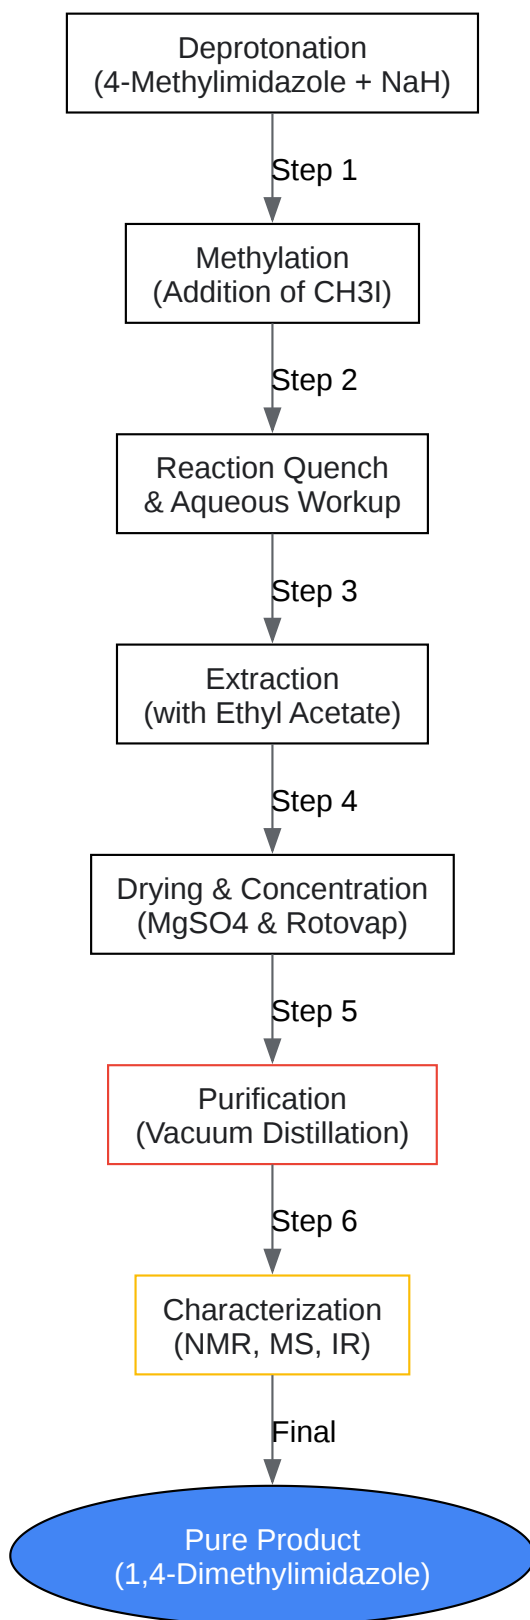 Deprotonation
(4-Methylimidazole + NaH)
Step 1
Methylation
(Addition of CH3I)
Step 2
Reaction Quench
& Aqueous Workup
Step 3
Extraction
(with Ethyl Acetate)
Step 4
Drying & Concentration
(MgSO4 & Rotovap)
Step 5
Purification
(Vacuum Distillation)
Step 6
Characterization
(NMR, MS, IR)
Final
Pure Product
(1,4-Dimethylimidazole)